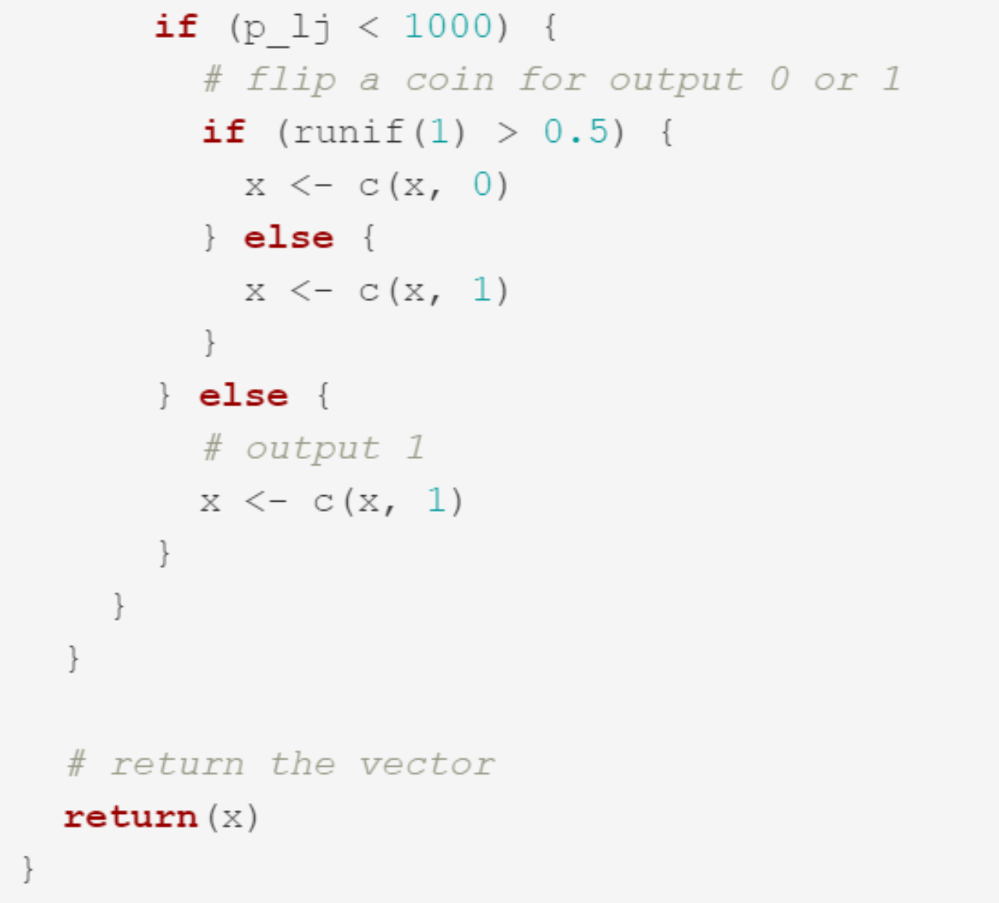 if (p_lj < 1000) {
# flip a coin for output 0 or 1
if (runif(1) > 0.5) {
x <- c(x, 0)
} else {
x <- c(x, 1)
}
} else {
# output 1
x <- c(x, 1)
}
}
}
# return the vector
return(x)
}